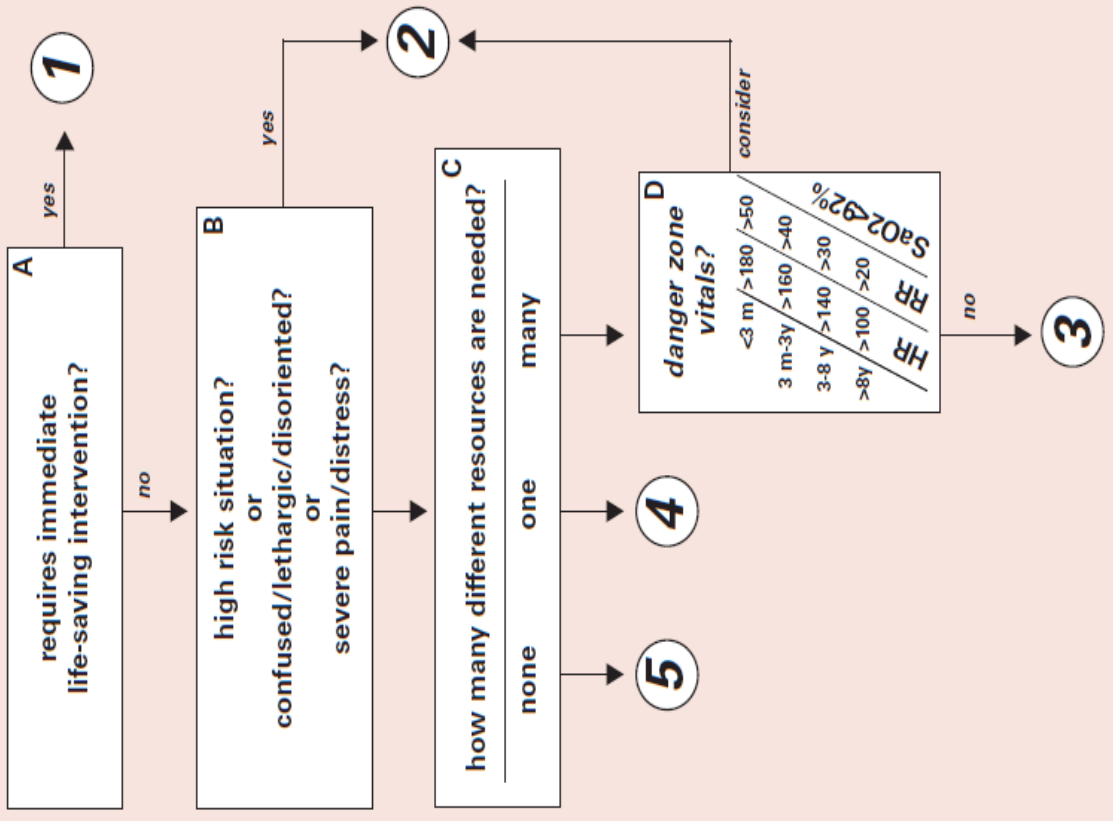 A
requires immediate
life-saving intervention?
yes
1
no
B
high risk situation?
or
confused/lethargic/disoriented?
or
severe pain/distress?
yes
2
C
how many different resources are needed?
none one many
5
4
D
danger zone
vitals?
<3 m >180 >50
3 m-3y >160 >40
3-8 y >140 >30
>8y >100 >20
HR RR SaO2<92%
consider
no
3